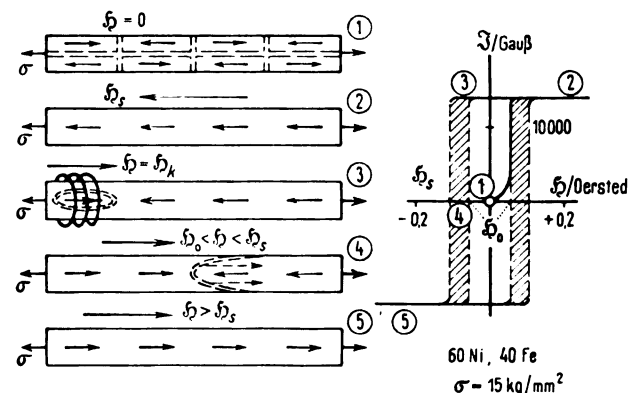 ℌ = 0
①
σ
ℌₛ
②
σ
ℌ = ℌₖ
③
σ
ℌ₀ < ℌ < ℌₛ
④
σ
ℌ > ℌₛ
⑤
σ
ℑ/Gauß
③ ②
10000
ℌₛ ① ℌ/Oersted
-0,2 ④ ℌ₀ +0,2
⑤
60 Ni, 40 Fe
σ = 15 kg/mm²